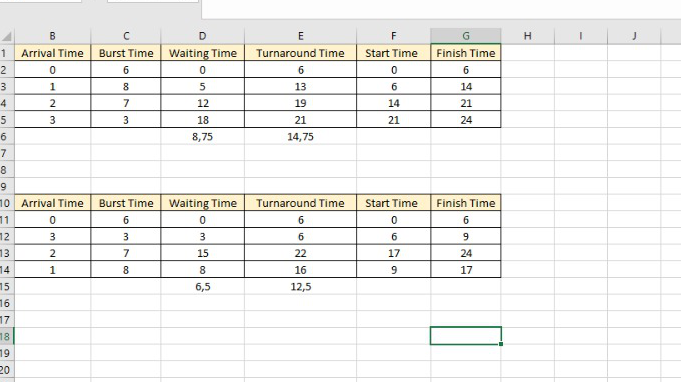 B C D E F G H I J
1 Arrival Time Burst Time Waiting Time Turnaround Time Start Time Finish Time
2 0 6 0 6 0 6
3 1 8 5 13 6 14
4 2 7 12 19 14 21
5 3 3 18 21 21 24
6 8,75 14,75
7
8
9
10 Arrival Time Burst Time Waiting Time Turnaround Time Start Time Finish Time
11 0 6 0 6 0 6
12 3 3 3 6 6 9
13 2 7 15 22 17 24
14 1 8 8 16 9 17
15 6,5 12,5
16
17
18
19
20